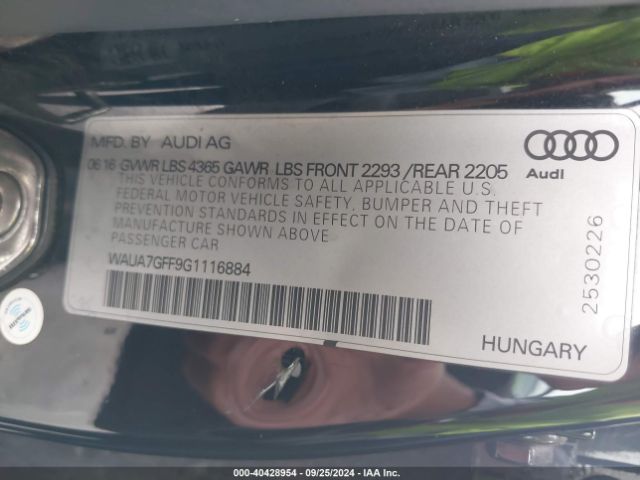 MFD. BY AUDI AG
06 16 GVWR LBS 4365 GAWR LBS FRONT 2293 / REAR 2205
THIS VEHICLE CONFORMS TO ALL APPLICABLE U.S.
FEDERAL MOTOR VEHICLE SAFETY, BUMPER AND THEFT
PREVENTION STANDARDS IN EFFECT ON THE DATE OF
MANUFACTURE SHOWN ABOVE
PASSENGER CAR
WAUA7GFF9G1116884
Audi
2530226
HUNGARY
000-40428954 - 09/25/2024 - IAA Inc.